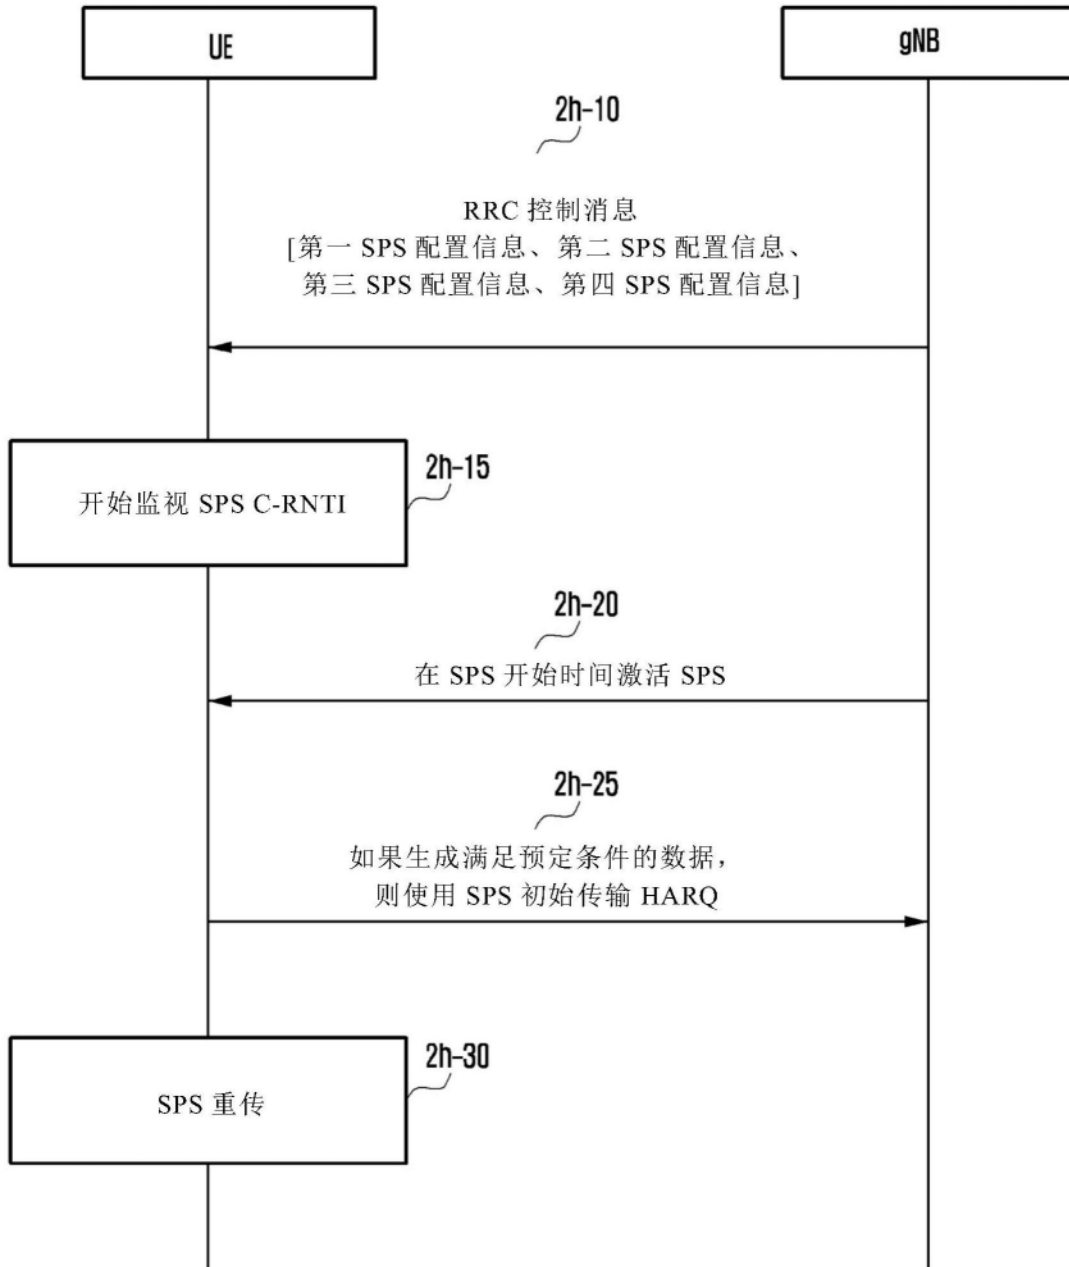 UE
gNB
2h-10
RRC 控制消息
[第一 SPS 配置信息、第二 SPS 配置信息、
第三 SPS 配置信息、第四 SPS 配置信息]
2h-15
开始监视 SPS C-RNTI
2h-20
在 SPS 开始时间激活 SPS
2h-25
如果生成满足预定条件的数据，
则使用 SPS 初始传输 HARQ
2h-30
SPS 重传